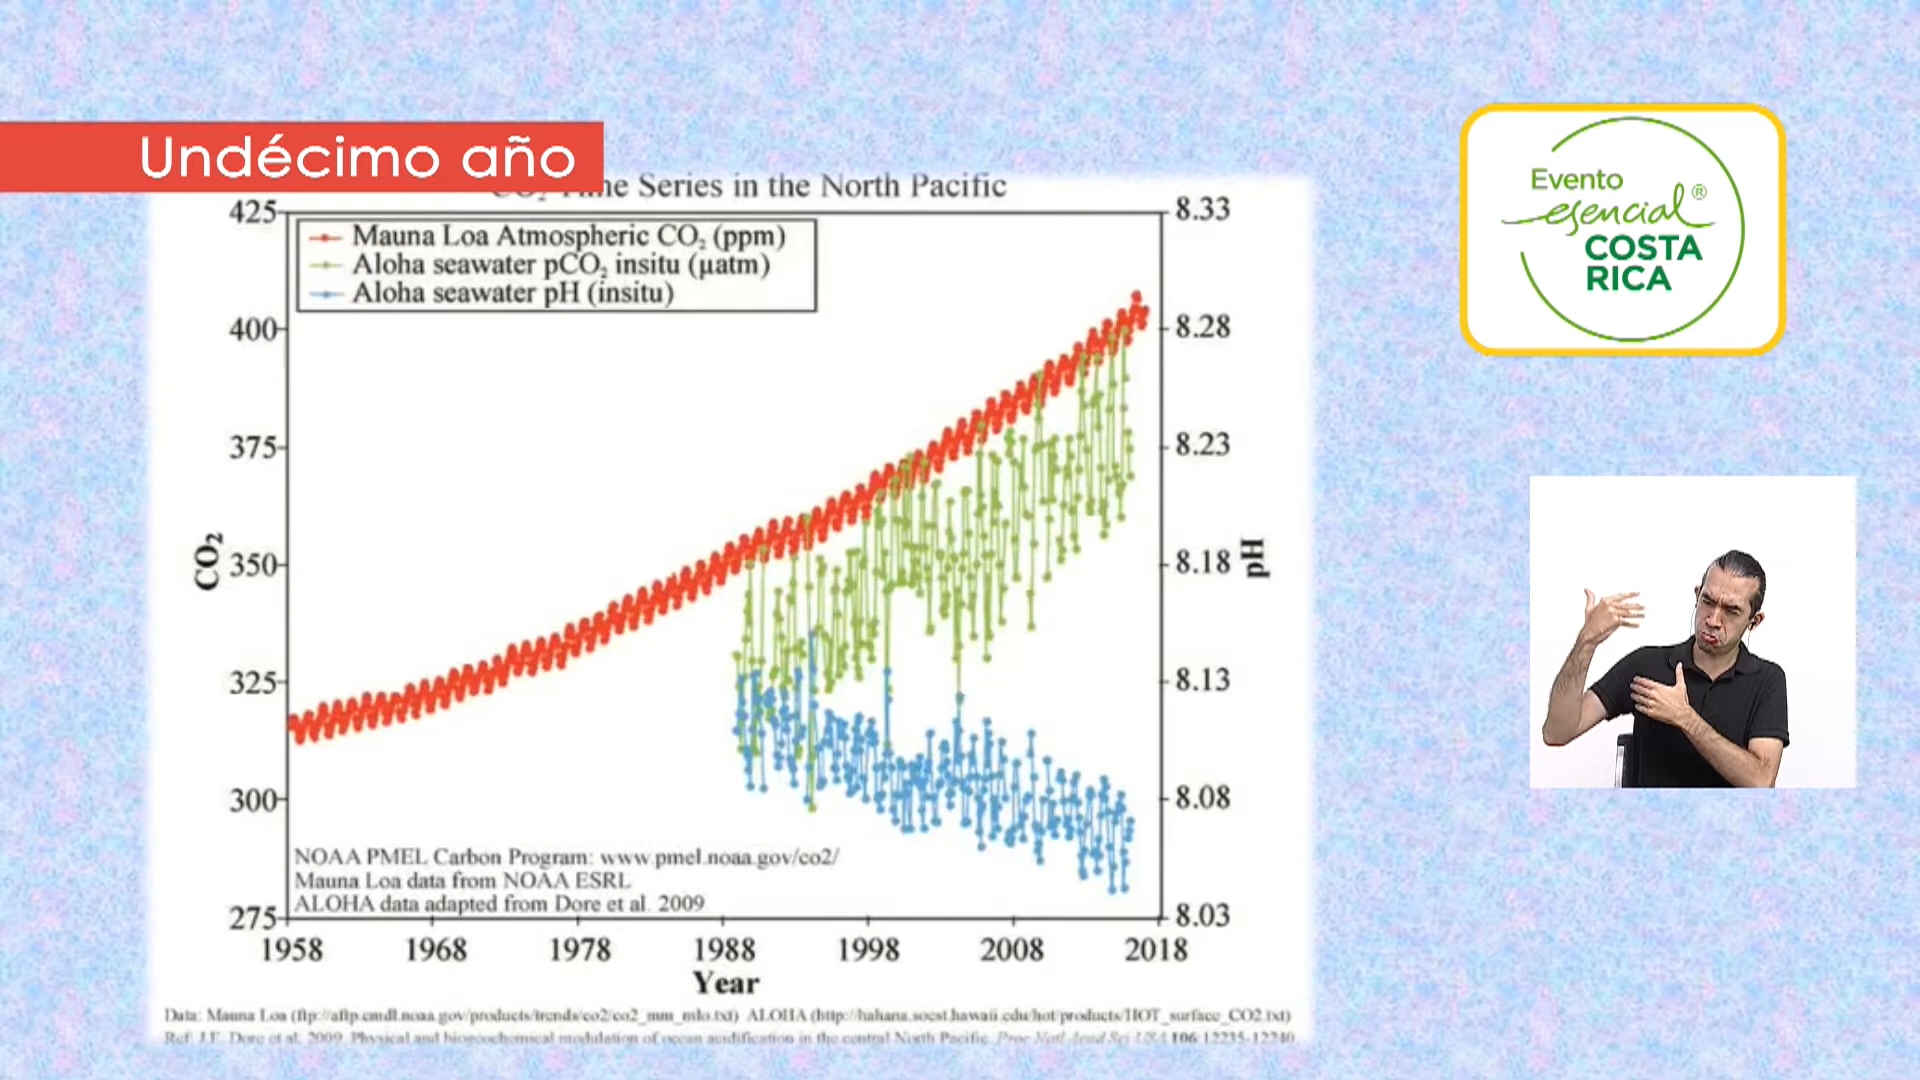 Undécimo año
Time Series in the North Pacific
Mauna Loa Atmospheric CO₂ (ppm)
Aloha seawater pCO₂ insitu (µatm)
Aloha seawater pH (insitu)
425
400
375
350
325
300
275
CO₂
8.33
8.28
8.23
8.18
8.13
8.08
8.03
pH
NOAA PMEL Carbon Program: www.pmel.noaa.gov/co2/
Mauna Loa data from NOAA ESRL
ALOHA data adapted from Dore et al. 2009
1958 1968 1978 1988 1998 2008 2018
Year
Data: Mauna Loa (ftp://aftp.cmdl.noaa.gov/products/trends/co2/co2_mm_mlo.txt) ALOHA (http://hahana.soest.hawaii.edu/hot/products/HOT_surface_CO2.txt)
Ref: J.E. Dore et al. 2009. Physical and biogeochemical modulation of ocean acidification in the central North Pacific. Proc Natl Acad Sci USA 106:12235-12240
Evento
esencial®
COSTA
RICA